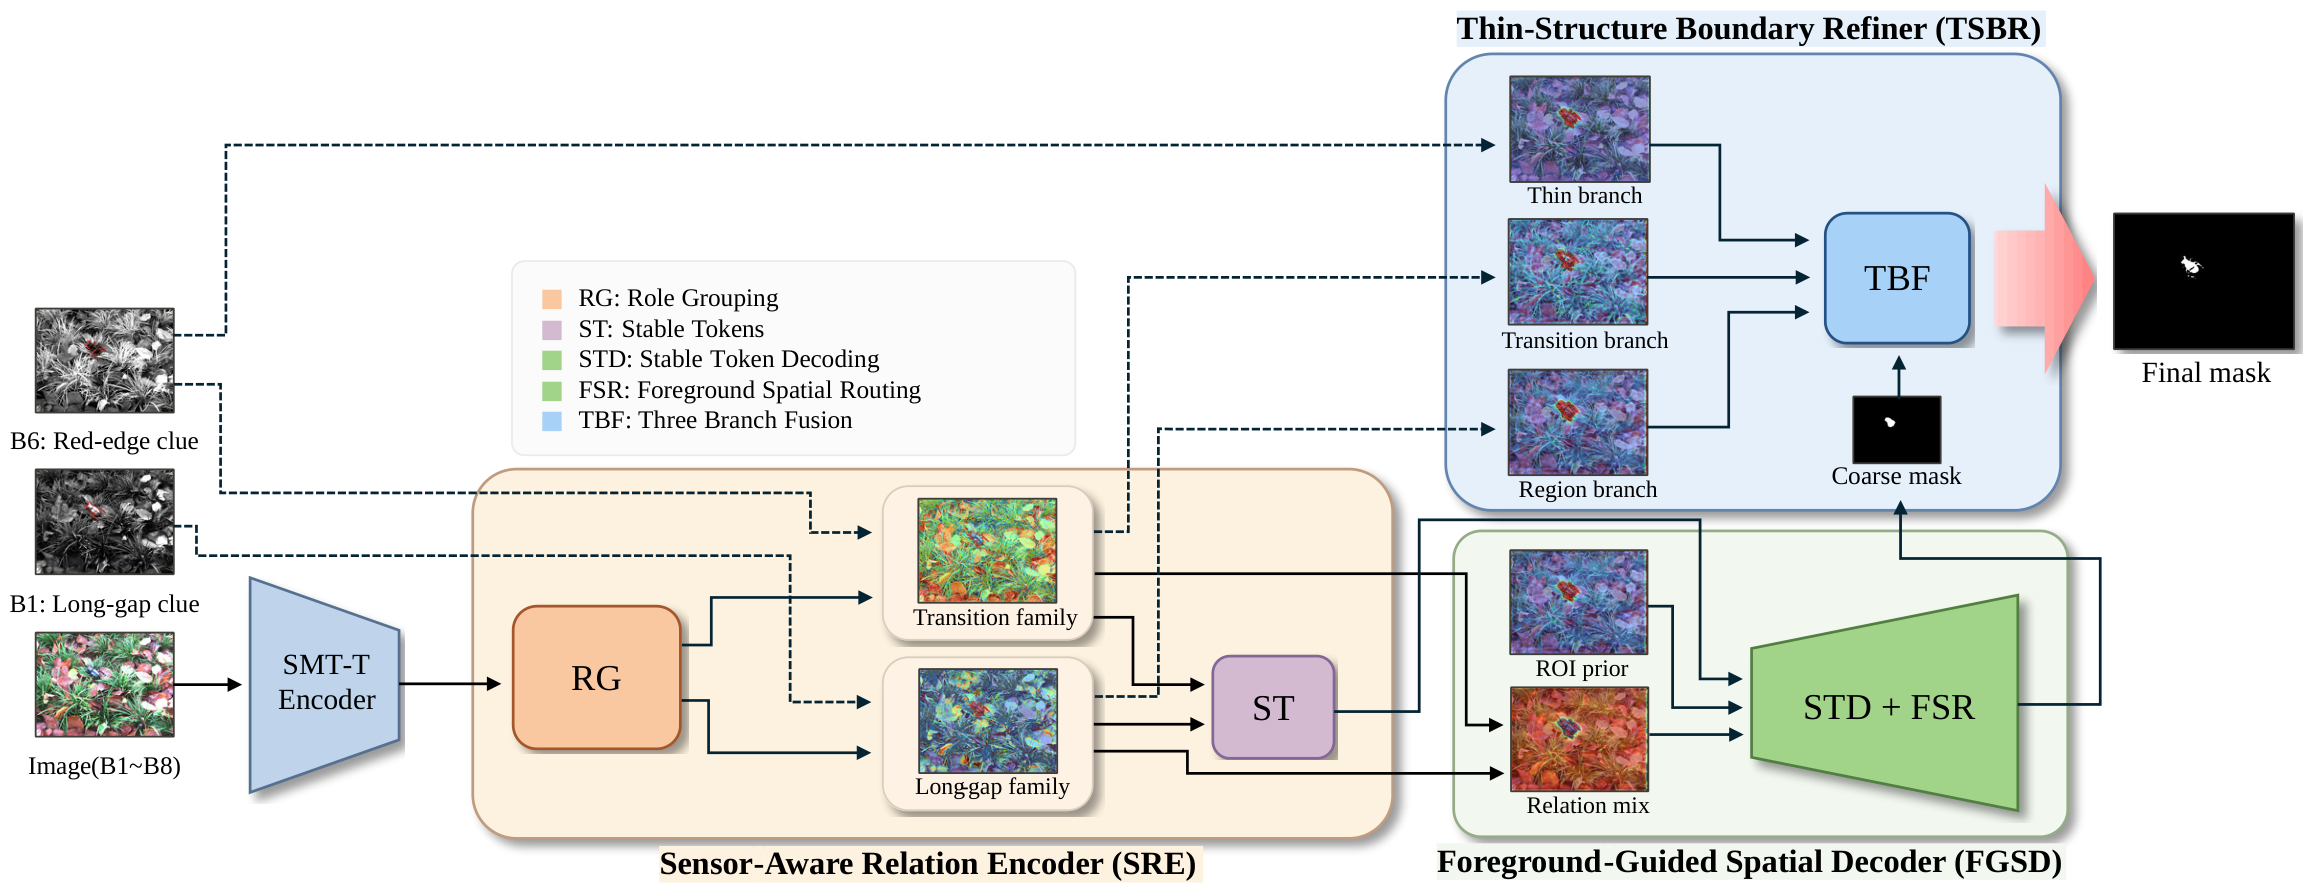 Thin-Structure Boundary Refiner (TSBR)
Thin branch
Transition branch
Region branch
TBF
Coarse mask
Final mask
RG: Role Grouping
ST: Stable Tokens
STD: Stable Token Decoding
FSR: Foreground Spatial Routing
TBF: Three Branch Fusion
B6: Red-edge clue
B1: Long-gap clue
Image(B1~B8)
SMT-T
Encoder
RG
Transition family
Long-gap family
ST
Sensor-Aware Relation Encoder (SRE)
ROI prior
Relation mix
STD + FSR
Foreground-Guided Spatial Decoder (FGSD)